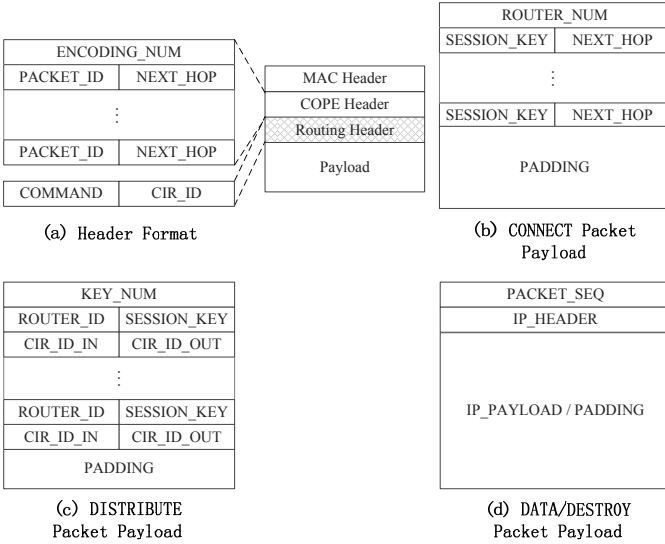 ENCODING_NUM
PACKET_ID NEXT_HOP
⋮
PACKET_ID NEXT_HOP
COMMAND CIR_ID
MAC Header
COPE Header
Routing Header
Payload
(a) Header Format
ROUTER_NUM
SESSION_KEY NEXT_HOP
⋮
SESSION_KEY NEXT_HOP
PADDING
(b) CONNECT Packet
Payload
KEY_NUM
ROUTER_ID SESSION_KEY
CIR_ID_IN CIR_ID_OUT
⋮
ROUTER_ID SESSION_KEY
CIR_ID_IN CIR_ID_OUT
PADDING
(c) DISTRIBUTE
Packet Payload
PACKET_SEQ
IP_HEADER
IP_PAYLOAD / PADDING
(d) DATA/DESTROY
Packet Payload